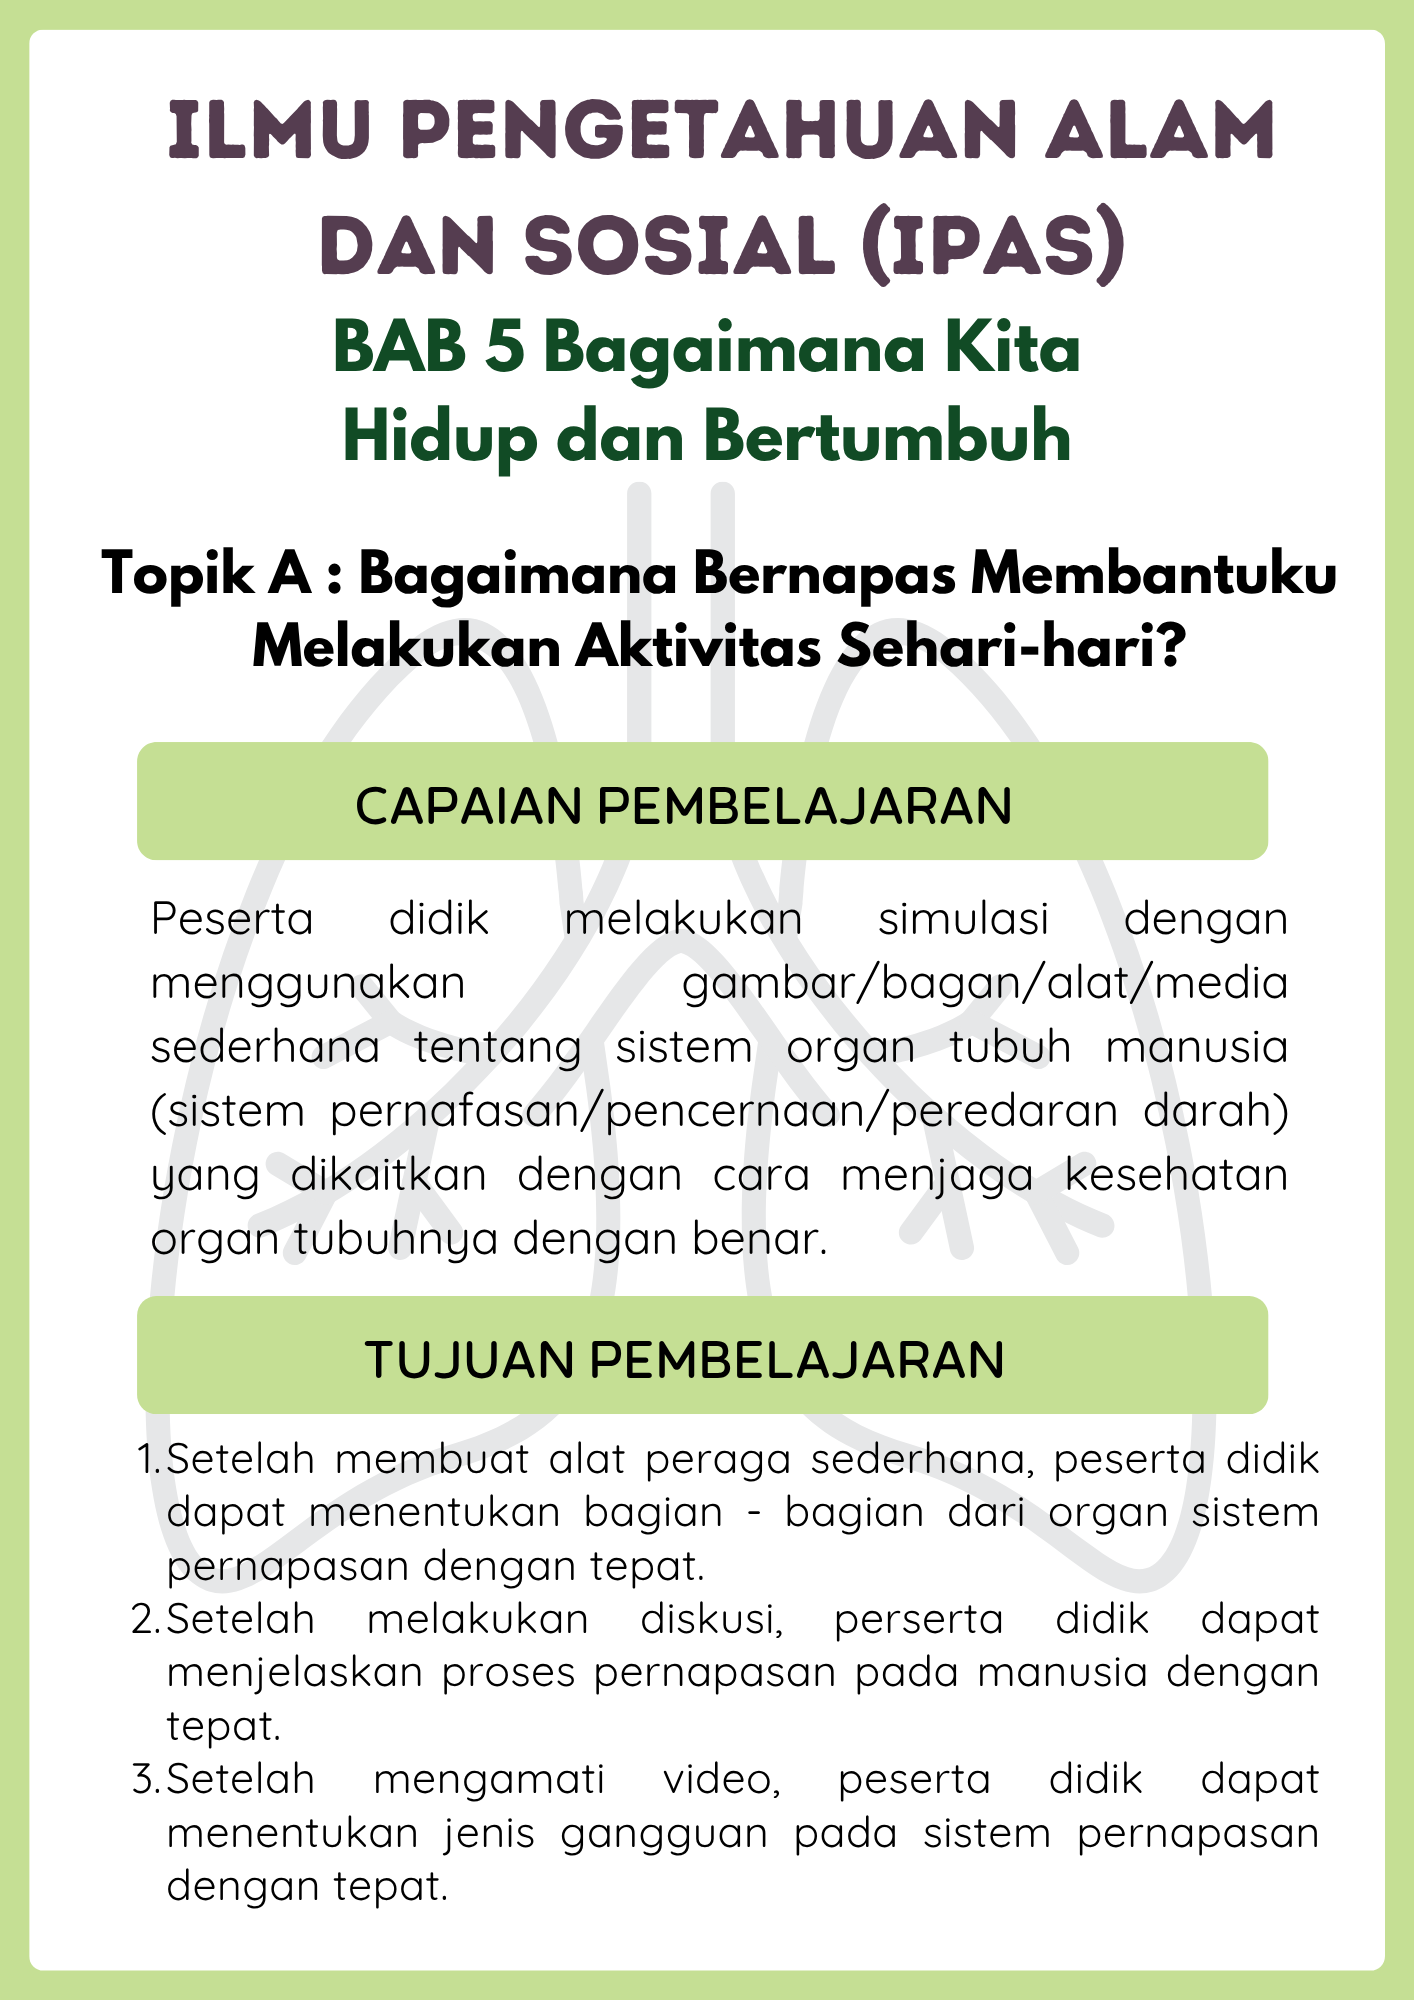 ILMU PENGETAHUAN ALAM
DAN SOSIAL (IPAS)
BAB 5 Bagaimana Kita
Hidup dan Bertumbuh
Topik A : Bagaimana Bernapas Membantuku
Melakukan Aktivitas Sehari-hari?
CAPAIAN PEMBELAJARAN
Peserta didik melakukan simulasi dengan
menggunakan gambar/bagan/alat/media
sederhana tentang sistem organ tubuh manusia
(sistem pernafasan/pencernaan/peredaran darah)
yang dikaitkan dengan cara menjaga kesehatan
organ tubuhnya dengan benar.
TUJUAN PEMBELAJARAN
1. Setelah membuat alat peraga sederhana, peserta didik
dapat menentukan bagian - bagian dari organ sistem
pernapasan dengan tepat.
2. Setelah melakukan diskusi, perserta didik dapat
menjelaskan proses pernapasan pada manusia dengan
tepat.
3. Setelah mengamati video, peserta didik dapat
menentukan jenis gangguan pada sistem pernapasan
dengan tepat.